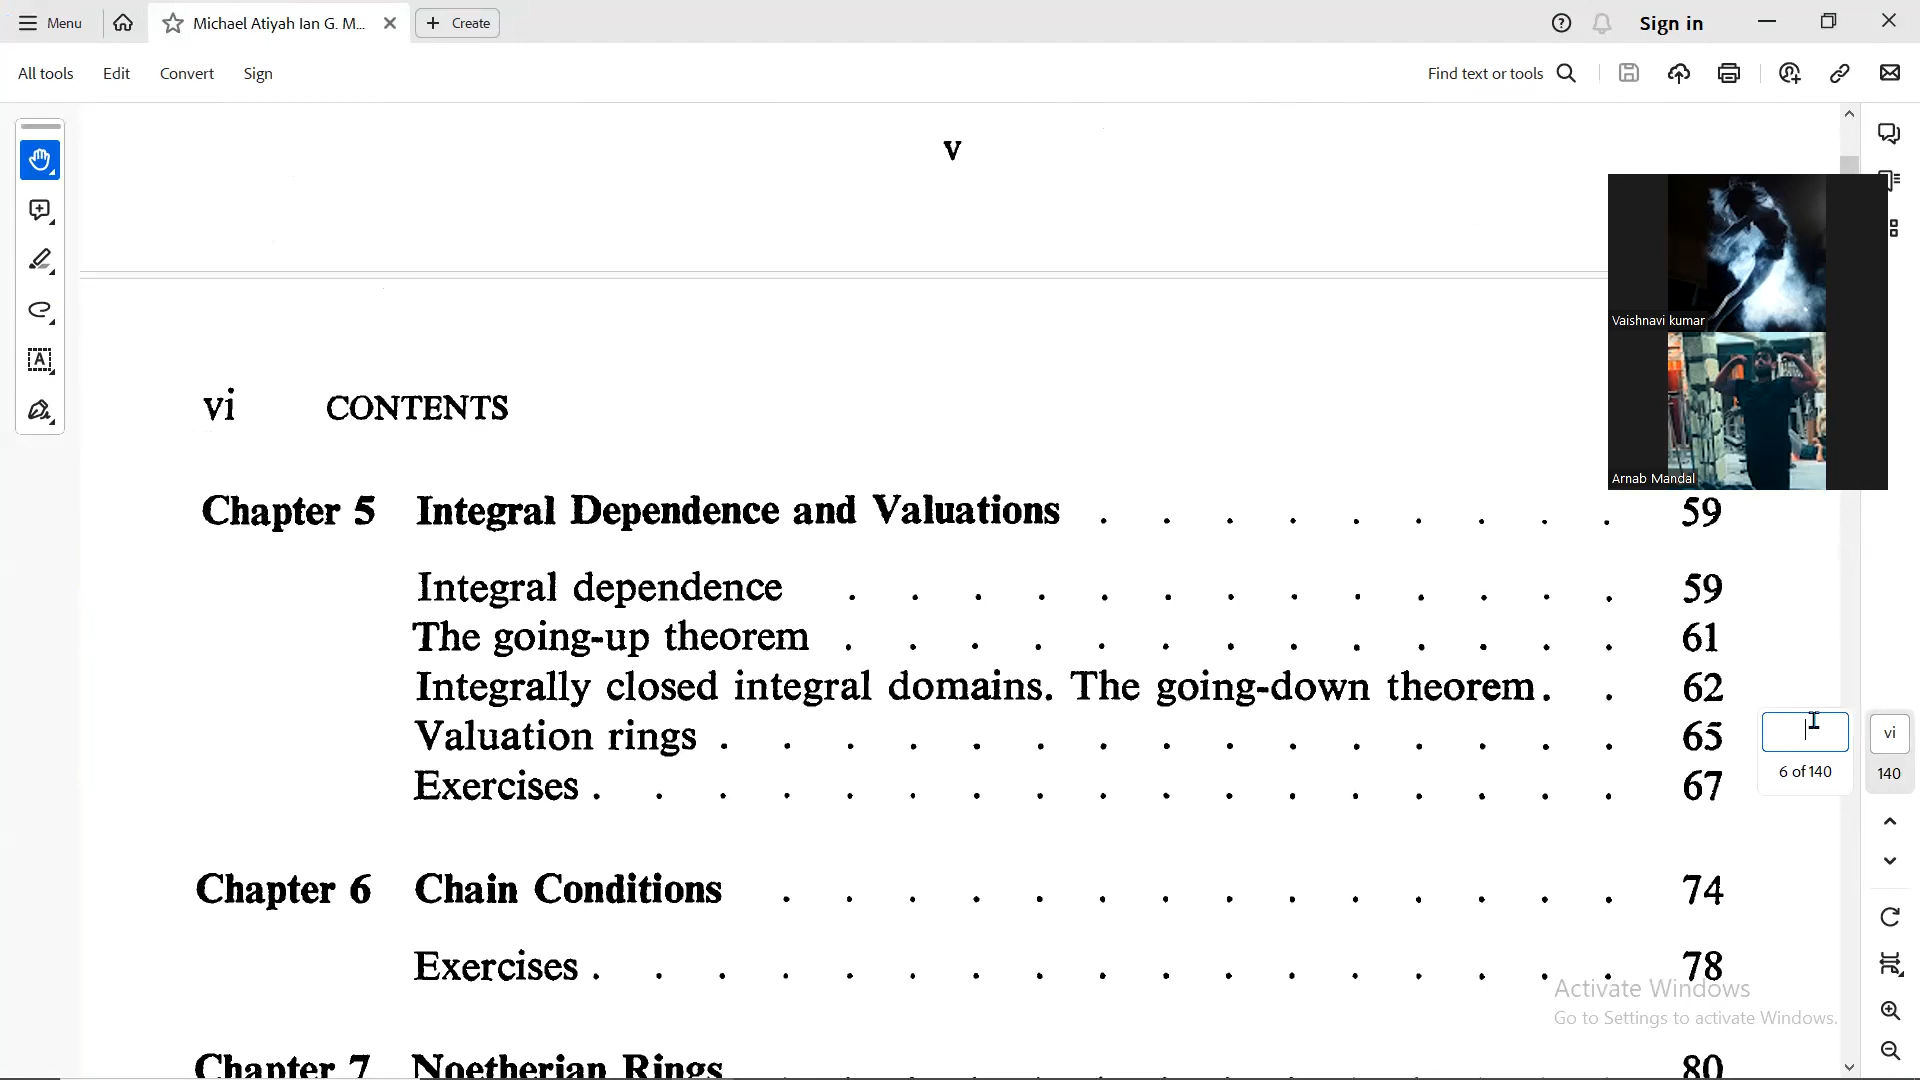 Menu
Michael Atiyah Ian G. M...
+ Create
Sign in
All tools Edit Convert Sign
Find text or tools
v
Vaishnavi kumar
Arnab Mandal
vi CONTENTS
Chapter 5 Integral Dependence and Valuations . . . . . . . . . 59
Integral dependence . . . . . . . . . . . . . 59
The going-up theorem . . . . . . . . . . . . . 61
Integrally closed integral domains. The going-down theorem. . 62
Valuation rings . . . . . . . . . . . . . . . 65
Exercises . . . . . . . . . . . . . . . . . 67
6 of 140
vi
140
Chapter 6 Chain Conditions . . . . . . . . . . . . . . 74
Exercises . . . . . . . . . . . . . . . . . 78
Activate Windows
Go to Settings to activate Windows.
Chapter 7 Noetherian Rings . . . . . . . . . . . . . . 80